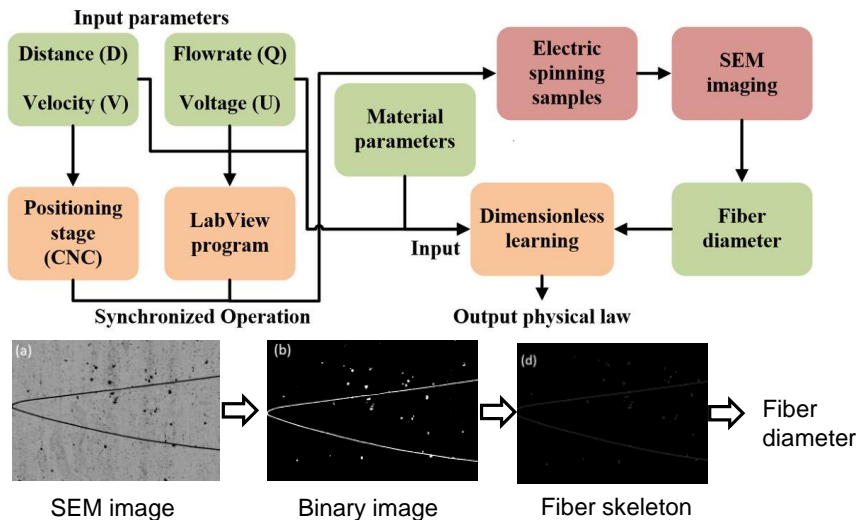 Input parameters
Distance (D)
Velocity (V)
Flowrate (Q)
Voltage (U)
Material
parameters
Electric
spinning
samples
SEM
imaging
Positioning
stage
(CNC)
LabView
program
Input
Dimensionless
learning
Fiber
diameter
Synchronized Operation
Output physical law
(a)
(b)
(d)
Fiber
diameter
SEM image
Binary image
Fiber skeleton